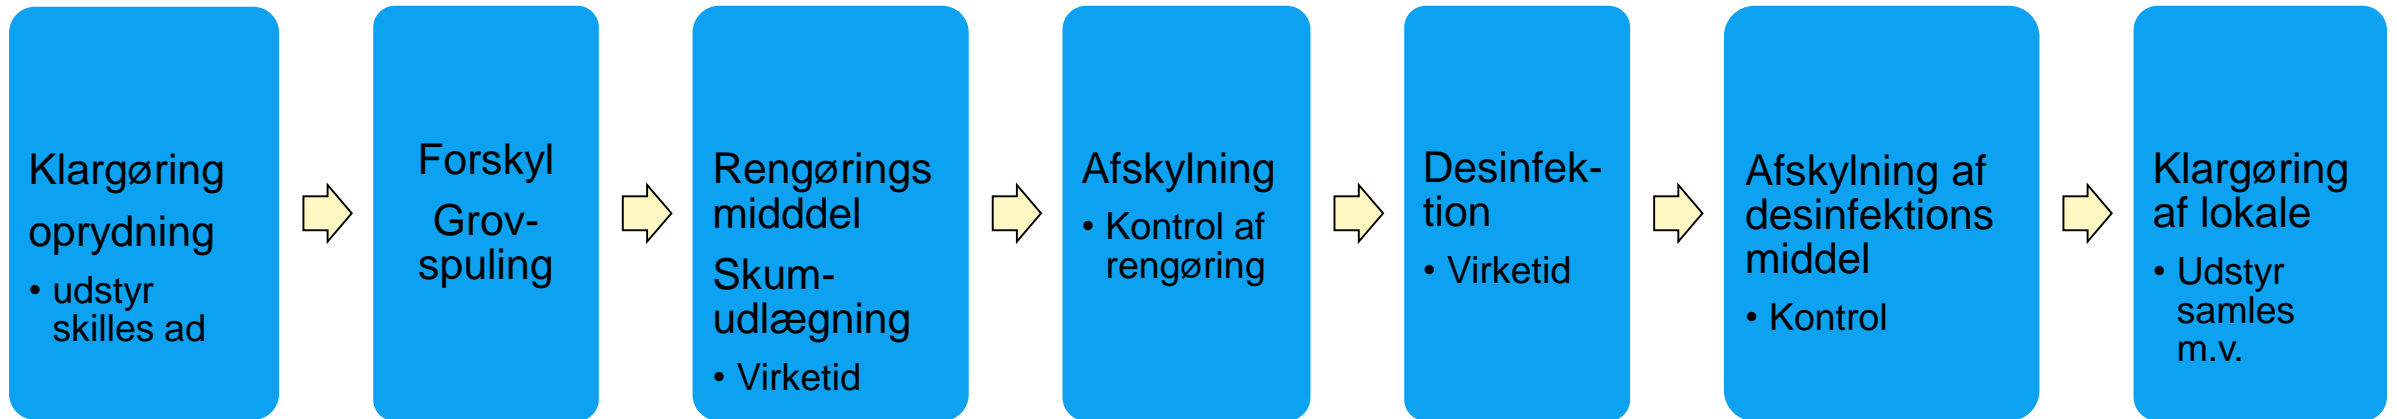 Klargøring
oprydning
• udstyr
skilles ad
Forskyl
Grov-
spuling
Rengørings
midddel
Skum-
udlægning
• Virketid
Afskylning
• Kontrol af
rengøring
Desinfek-
tion
• Virketid
Afskylning af
desinfektions
middel
• Kontrol
Klargøring
af lokale
• Udstyr
samles
m.v.